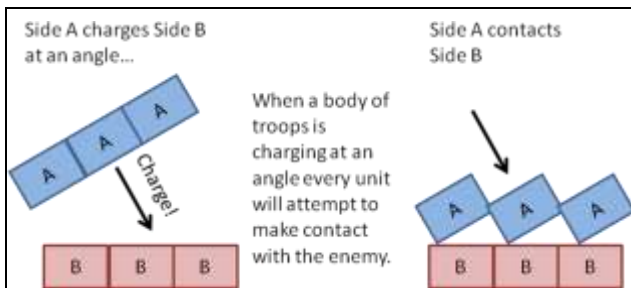 Side A charges Side B
at an angle…
A
A
A
Charge!
B
B
B
When a body of
troops is
charging at an
angle every unit
will attempt to
make contact
with the enemy.
Side A contacts
Side B
A
A
A
B
B
B